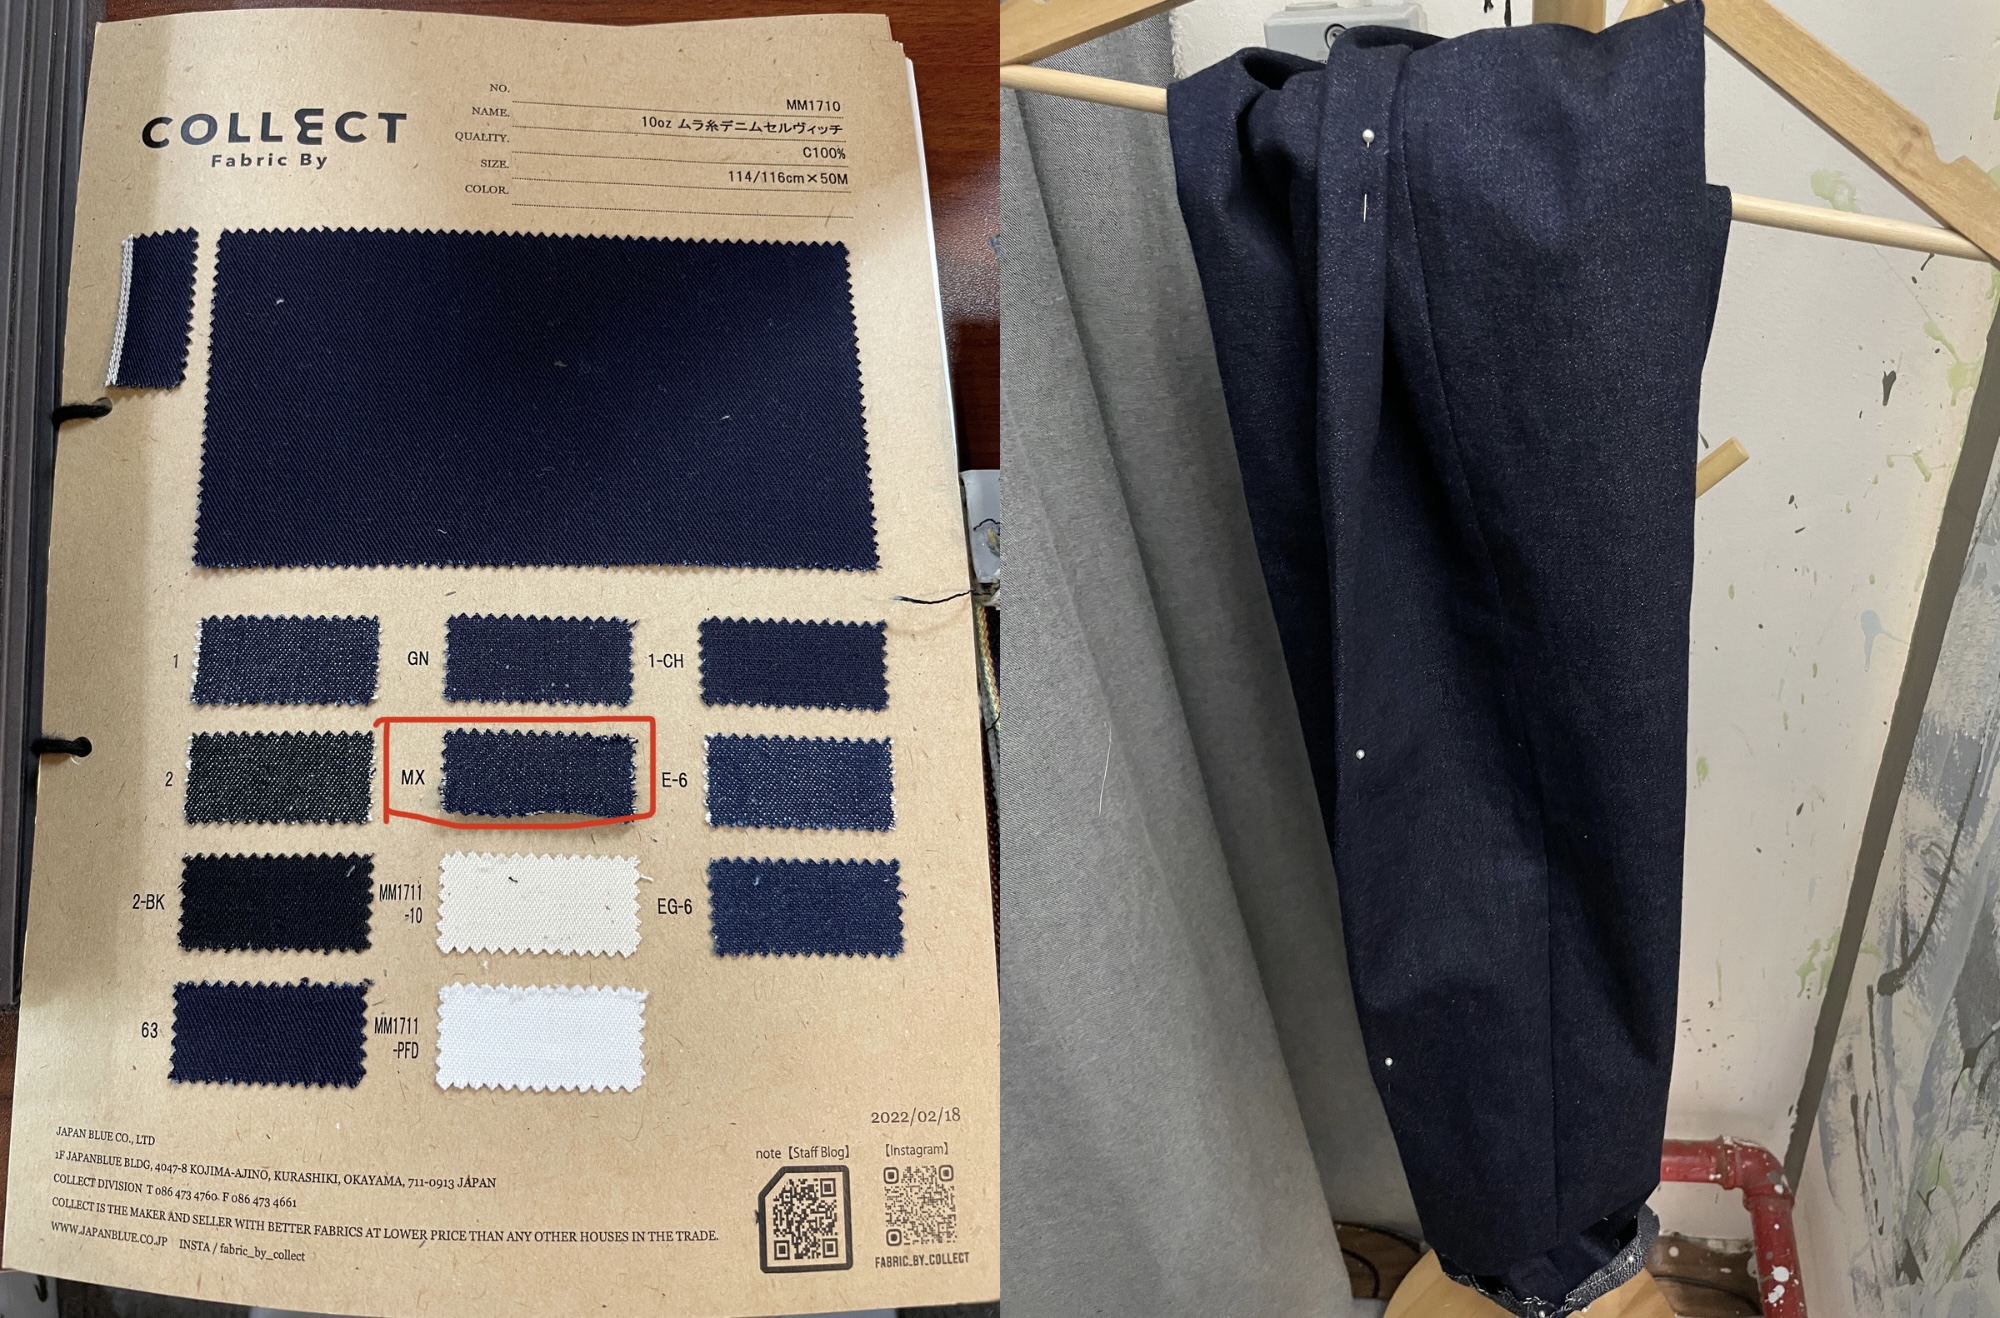 COLLECT
Fabric By
NO. MM1710
NAME. 10oz ムラ糸デニムセルヴィッチ
QUALITY. C100%
SIZE. 114/116cm×50M
COLOR.
1 GN 1-CH
2 MX E-6
2-BK MM1711-10 EG-6
63 MM1711-PFD
2022/02/18
note【Staff Blog】 【Instagram】
FABRIC_BY_COLLECT
JAPAN BLUE CO., LTD
1F JAPANBLUE BLDG, 4047-8 KOJIMA-AJINO, KURASHIKI, OKAYAMA, 711-0913 JAPAN
COLLECT DIVISION T 086 473 4760 F 086 473 4661
COLLECT IS THE MAKER AND SELLER WITH BETTER FABRICS AT LOWER PRICE THAN ANY OTHER HOUSES IN THE TRADE.
WWW.JAPANBLUE.CO.JP INSTA / fabric_by_collect